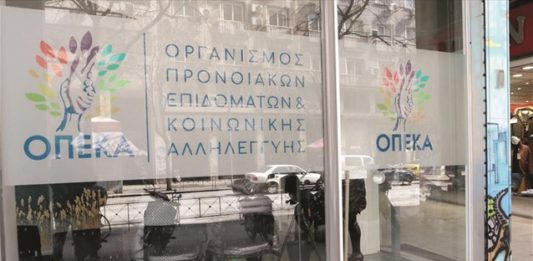 ΟΠΕΚΑ
ΟΡΓΑΝΙΣΜΟΣ
ΠΡΟΝΟΙΑΚΩΝ
ΕΠΙΔΟΜΑΤΩΝ &
ΚΟΙΝΩΝΙΚΗΣ
ΑΛΛΗΛΕΓΓΥΗΣ
ΟΠΕΚΑ